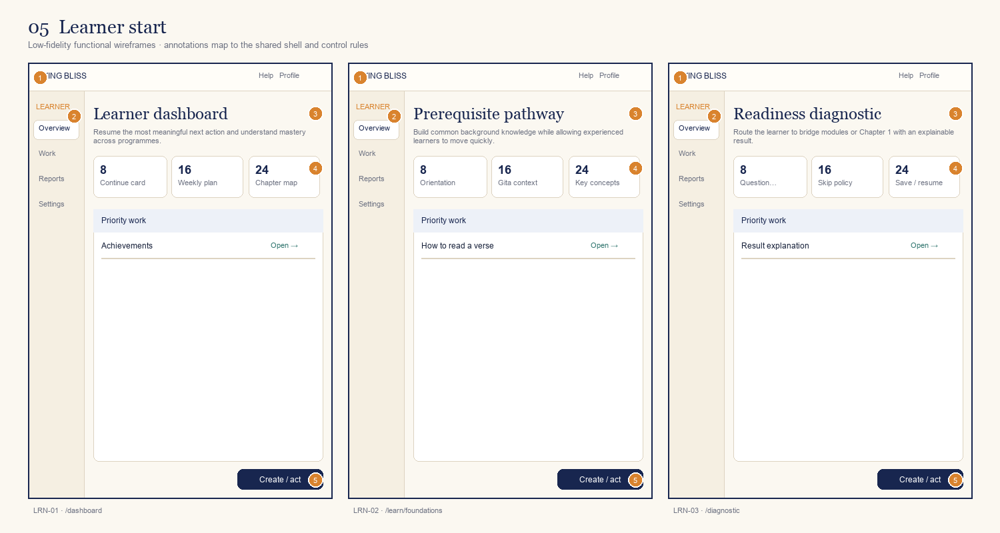 05 Learner start
Low-fidelity functional wireframes · annotations map to the shared shell and control rules
1 ING BLISS
Help Profile
LEARNER
2
Overview
Work
Reports
Settings
Learner dashboard
3
Resume the most meaningful next action and understand mastery
across programmes.
8
Continue card
16
Weekly plan
24
Chapter map
4
Priority work
Achievements
Open →
Create / act
5
LRN-01 · /dashboard
1 ING BLISS
Help Profile
LEARNER
2
Overview
Work
Reports
Settings
Prerequisite pathway
3
Build common background knowledge while allowing experienced
learners to move quickly.
8
Orientation
16
Gita context
24
Key concepts
4
Priority work
How to read a verse
Open →
Create / act
5
LRN-02 · /learn/foundations
1 ING BLISS
Help Profile
LEARNER
2
Overview
Work
Reports
Settings
Readiness diagnostic
3
Route the learner to bridge modules or Chapter 1 with an explainable
result.
8
Question…
16
Skip policy
24
Save / resume
4
Priority work
Result explanation
Open →
Create / act
5
LRN-03 · /diagnostic